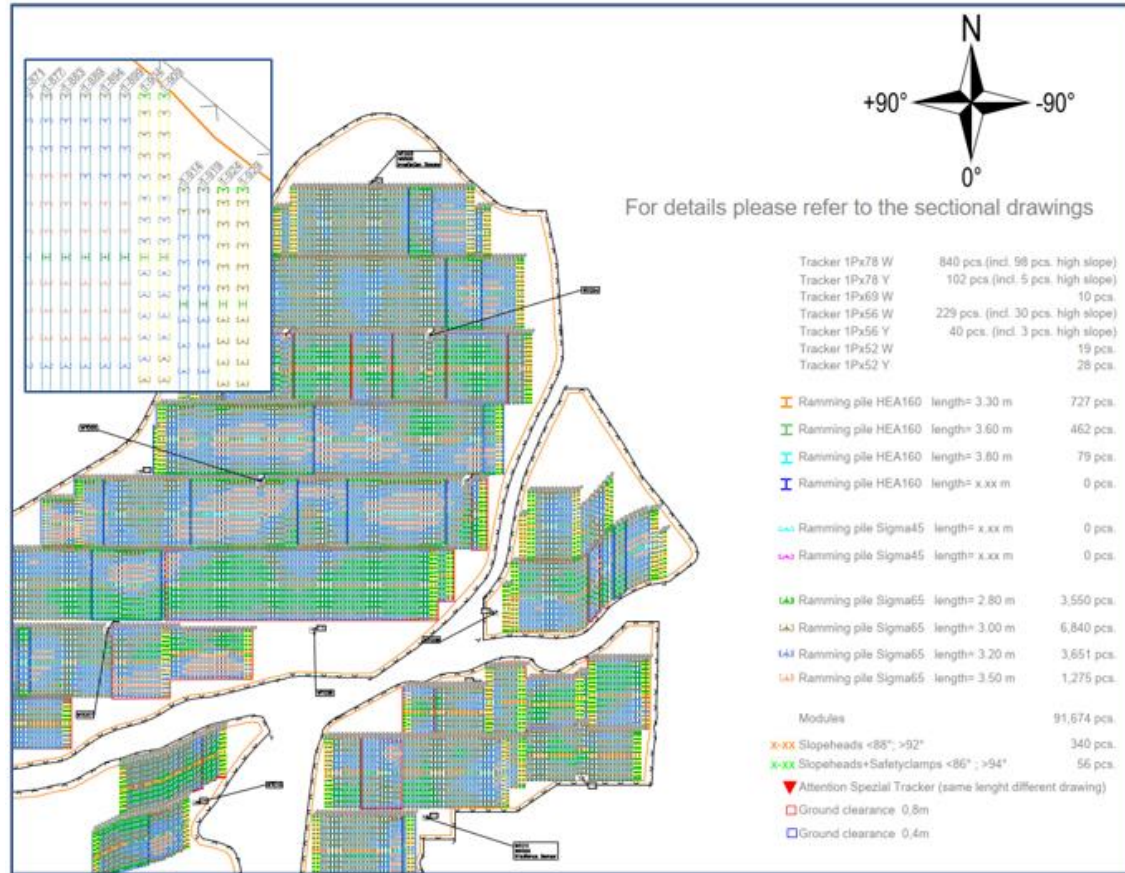 N
+90°
-90°
0°
For details please refer to the sectional drawings
Tracker 1Px78 W 840 pcs.(incl. 98 pcs. high slope)
Tracker 1Px78 Y 102 pcs.(incl. 5 pcs. high slope)
Tracker 1Px69 W 10 pcs.
Tracker 1Px56 W 229 pcs. (incl. 30 pcs. high slope)
Tracker 1Px56 Y 40 pcs. (incl. 3 pcs. high slope)
Tracker 1Px52 W 19 pcs.
Tracker 1Px52 Y 28 pcs.
Ramming pile HEA160 length= 3.30 m 727 pcs.
Ramming pile HEA160 length= 3.60 m 462 pcs.
Ramming pile HEA160 length= 3.80 m 79 pcs.
Ramming pile HEA160 length= x.xx m 0 pcs.
Ramming pile Sigma45 length= x.xx m 0 pcs.
Ramming pile Sigma45 length= x.xx m 0 pcs.
Ramming pile Sigma65 length= 2.80 m 3,550 pcs.
Ramming pile Sigma65 length= 3.00 m 6,840 pcs.
Ramming pile Sigma65 length= 3.20 m 3,651 pcs.
Ramming pile Sigma65 length= 3.50 m 1,275 pcs.
Modules 91,674 pcs.
x-xx Slopeheads <88°; >92° 340 pcs.
x-xx Slopeheads+Safetyclamps <86° ; >94° 56 pcs.
Attention Spezial Tracker (same lenght different drawing)
Ground clearance 0,8m
Ground clearance 0,4m